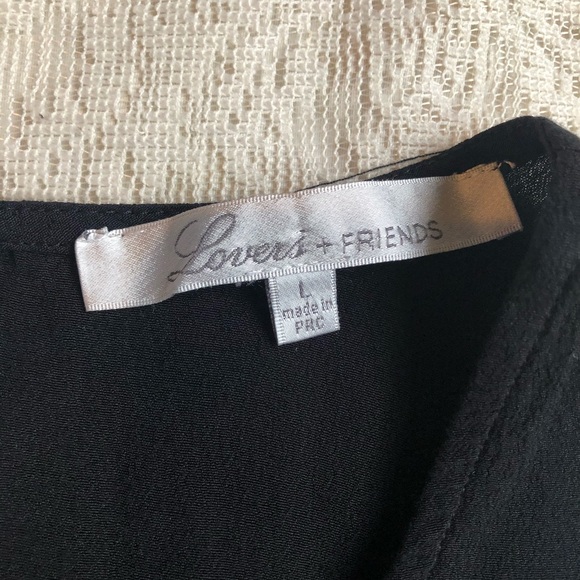 Lovers + FRIENDS
L
made in
PRC